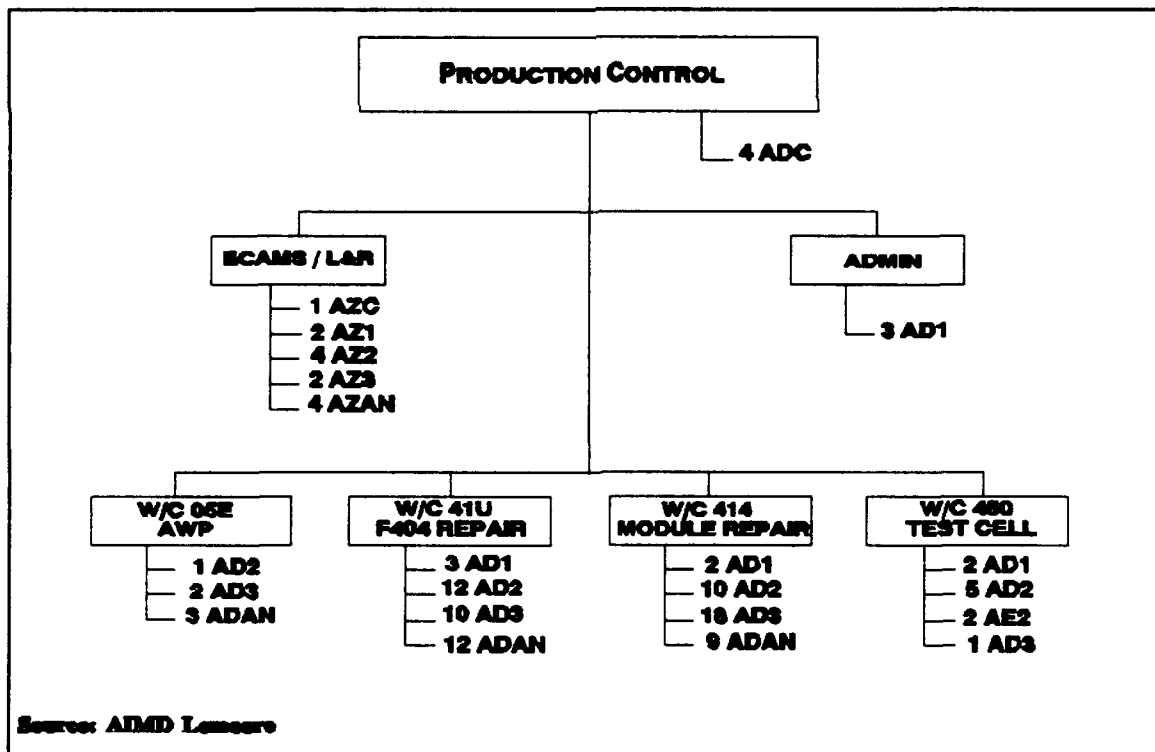 PRODUCTION CONTROL
4 ADC
ECAMS / L&R
1 AZC
2 AZ1
4 AZ2
2 AZ3
4 AZAN
ADMIN
3 AD1
W/C 05E
AWP
1 AD2
2 AD3
3 ADAN
W/C 41U
F404 REPAIR
3 AD1
12 AD2
10 AD3
12 ADAN
W/C 414
MODULE REPAIR
2 AD1
10 AD2
18 AD3
9 ADAN
W/C 450
TEST CELL
2 AD1
5 AD2
2 AE2
1 AD3
Source: AIMD Lemoore